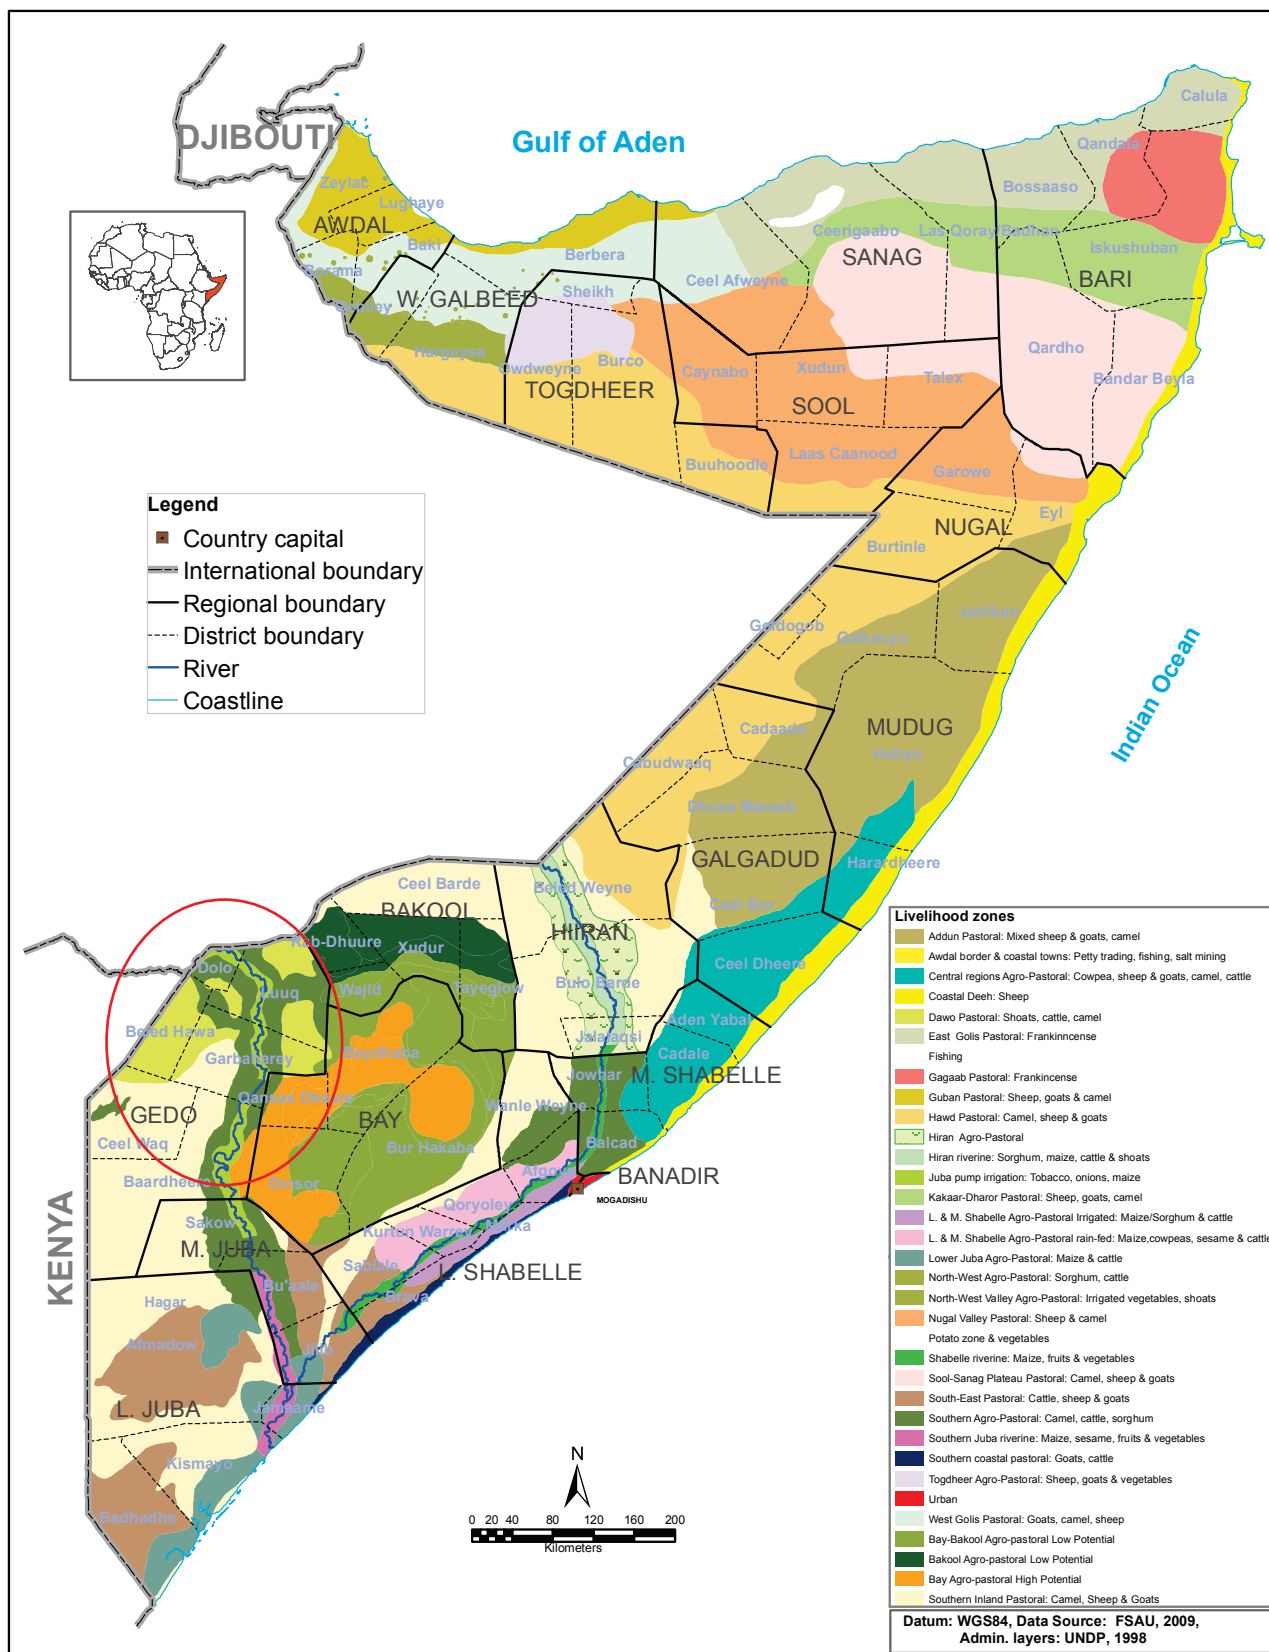 Calula
DJIBOUTI
Gulf of Aden
Qandala
Bossaaso
Zeylac
Lughaye
AWDAL
Ceerigaabo
Las Qoray/Badhan
Iskushuban
Baki
Berbera
SANAG
BARI
Borama
Ceel Afweyne
Sheikh
W. GALBEED
Gebiley
Hargeysa
Qardho
Burco
Owdweyne
Xudun
Caynabo
Talex
Bandar Beyla
TOGDHEER
SOOL
Laas Caanood
Buuhoodle
Garowe
Eyl
NUGAL
Burtinle
Legend
Country capital
International boundary
Regional boundary
District boundary
River
Coastline
Jariiban
Goldogob
Galkacyo
Indian Ocean
MUDUG
Cadaado
Hobyo
Cabudwaaq
Dhusa Mareeb
GALGADUD
Harardheere
Ceel Barde
Beled Weyne
BAKOOL
Ceel Bur
HIIRAN
Rab-Dhuure
Xudur
Ceel Dheere
Dolo
Luuq
Wajid
Tayeglow
Bulo Barde
Aden Yabal
Beled Hawa
Jalalaqsi
Garbaharey
Baydhaba
Cadale
Jowhar
M. SHABELLE
Qansax Dheere
Wanle Weyne
GEDO
BAY
Ceel Waq
Bur Hakaba
Balcad
Afgoye
BANADIR
Baardheere
Dinsor
MOGADISHU
Qoryoley
Marka
Sakow
Kurtun Warrey
M. JUBA
Sablale
L. SHABELLE
Bu'aale
Brava
KENYA
Hagar
Afmadow
Jilib
L. JUBA
Jamaame
Kismayo
Badhadhe
N
0 20 40 80 120 160 200
Kilometers
Livelihood zones
Addun Pastoral: Mixed sheep & goats, camel
Awdal border & coastal towns: Petty trading, fishing, salt mining
Central regions Agro-Pastoral: Cowpea, sheep & goats, camel, cattle
Coastal Deeh: Sheep
Dawo Pastoral: Shoats, cattle, camel
East Golis Pastoral: Frankinncense
Fishing
Gagaab Pastoral: Frankincense
Guban Pastoral: Sheep, goats & camel
Hawd Pastoral: Camel, sheep & goats
Hiran Agro-Pastoral
Hiran riverine: Sorghum, maize, cattle & shoats
Juba pump irrigation: Tobacco, onions, maize
Kakaar-Dharor Pastoral: Sheep, goats, camel
L. & M. Shabelle Agro-Pastoral Irrigated: Maize/Sorghum & cattle
L. & M. Shabelle Agro-Pastoral rain-fed: Maize,cowpeas, sesame & cattle
Lower Juba Agro-Pastoral: Maize & cattle
North-West Agro-Pastoral: Sorghum, cattle
North-West Valley Agro-Pastoral: Irrigated vegetables, shoats
Nugal Valley Pastoral: Sheep & camel
Potato zone & vegetables
Shabelle riverine: Maize, fruits & vegetables
Sool-Sanag Plateau Pastoral: Camel, sheep & goats
South-East Pastoral: Cattle, sheep & goats
Southern Agro-Pastoral: Camel, cattle, sorghum
Southern Juba riverine: Maize, sesame, fruits & vegetables
Southern coastal pastoral: Goats, cattle
Togdheer Agro-Pastoral: Sheep, goats & vegetables
Urban
West Golis Pastoral: Goats, camel, sheep
Bay-Bakool Agro-pastoral Low Potential
Bakool Agro-pastoral Low Potential
Bay Agro-pastoral High Potential
Southern Inland Pastoral: Camel, Sheep & Goats
Datum: WGS84, Data Source: FSAU, 2009,
Admin. layers: UNDP, 1998